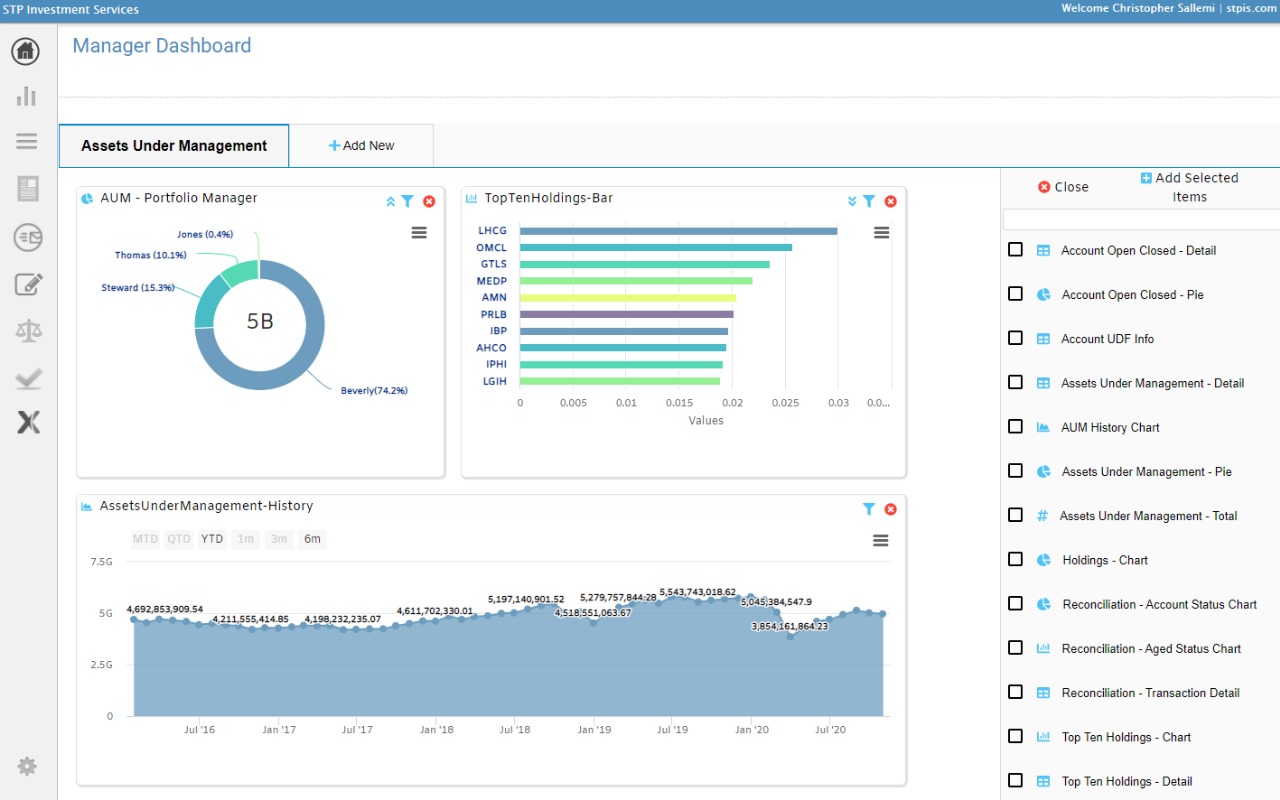 STP Investment Services
Welcome Christopher Sallemi | stpis.com
Manager Dashboard
Assets Under Management
Add New
AUM - Portfolio Manager
Jones (0.4%)
Thomas (10.1%)
Steward (15.3%)
5B
Beverly(74.2%)
TopTenHoldings-Bar
LHCG
OMCL
GTLS
MEDP
AMN
PRLB
IBP
AHCO
IPHI
LGIH
0 0.005 0.01 0.015 0.02 0.025 0.03 0.0...
Values
AssetsUnderManagement-History
MTD QTD YTD 1m 3m 6m
7.5G
5G
2.5G
0
4,692,853,909.54
4,211,555,414.85
4,198,232,235.07
4,611,702,330.01
5,197,140,901.52
4,518,551,063.67
5,279,757,844.28
5,543,743,018.62
5,045,384,547.9
3,854,161,864.23
Jul '16 Jan '17 Jul '17 Jan '18 Jul '18 Jan '19 Jul '19 Jan '20 Jul '20
Close
Add Selected
Items
Account Open Closed - Detail
Account Open Closed - Pie
Account UDF Info
Assets Under Management - Detail
AUM History Chart
Assets Under Management - Pie
# Assets Under Management - Total
Holdings - Chart
Reconciliation - Account Status Chart
Reconciliation - Aged Status Chart
Reconciliation - Transaction Detail
Top Ten Holdings - Chart
Top Ten Holdings - Detail